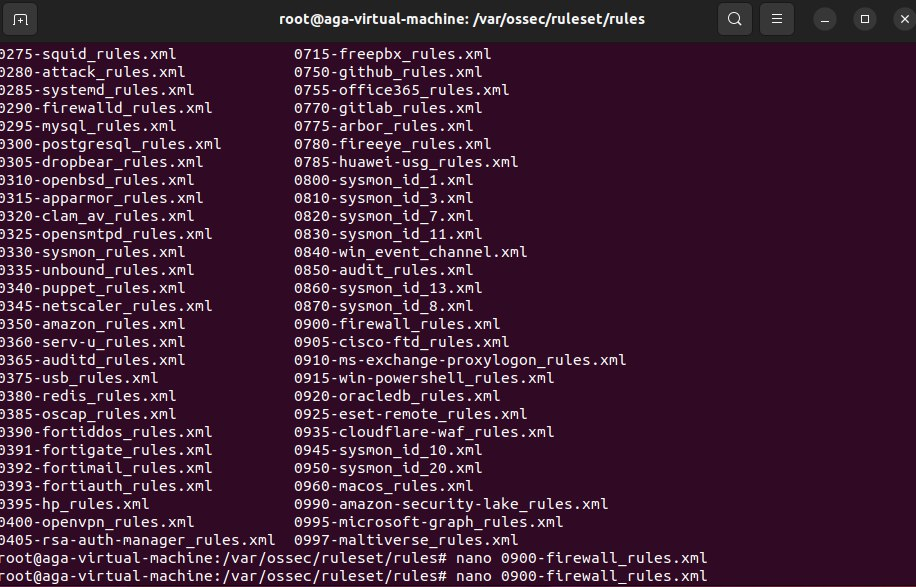 root@aga-virtual-machine: /var/ossec/ruleset/rules
0275-squid_rules.xml 0715-freepbx_rules.xml
0280-attack_rules.xml 0750-github_rules.xml
0285-systemd_rules.xml 0755-office365_rules.xml
0290-firewalld_rules.xml 0770-gitlab_rules.xml
0295-mysql_rules.xml 0775-arbor_rules.xml
0300-postgresql_rules.xml 0780-fireeye_rules.xml
0305-dropbear_rules.xml 0785-huawei-usg_rules.xml
0310-openbsd_rules.xml 0800-sysmon_id_1.xml
0315-apparmor_rules.xml 0810-sysmon_id_3.xml
0320-clam_av_rules.xml 0820-sysmon_id_7.xml
0325-opensmtpd_rules.xml 0830-sysmon_id_11.xml
0330-sysmon_rules.xml 0840-win_event_channel.xml
0335-unbound_rules.xml 0850-audit_rules.xml
0340-puppet_rules.xml 0860-sysmon_id_13.xml
0345-netscaler_rules.xml 0870-sysmon_id_8.xml
0350-amazon_rules.xml 0900-firewall_rules.xml
0360-serv-u_rules.xml 0905-cisco-ftd_rules.xml
0365-auditd_rules.xml 0910-ms-exchange-proxylogon_rules.xml
0375-usb_rules.xml 0915-win-powershell_rules.xml
0380-redis_rules.xml 0920-oracledb_rules.xml
0385-oscap_rules.xml 0925-eset-remote_rules.xml
0390-fortiddos_rules.xml 0935-cloudflare-waf_rules.xml
0391-fortigate_rules.xml 0945-sysmon_id_10.xml
0392-fortimail_rules.xml 0950-sysmon_id_20.xml
0393-fortiauth_rules.xml 0960-macos_rules.xml
0395-hp_rules.xml 0990-amazon-security-lake_rules.xml
0400-openvpn_rules.xml 0995-microsoft-graph_rules.xml
0405-rsa-auth-manager_rules.xml 0997-maltiverse_rules.xml
root@aga-virtual-machine:/var/ossec/ruleset/rules# nano 0900-firewall_rules.xml
root@aga-virtual-machine:/var/ossec/ruleset/rules# nano 0900-firewall_rules.xml